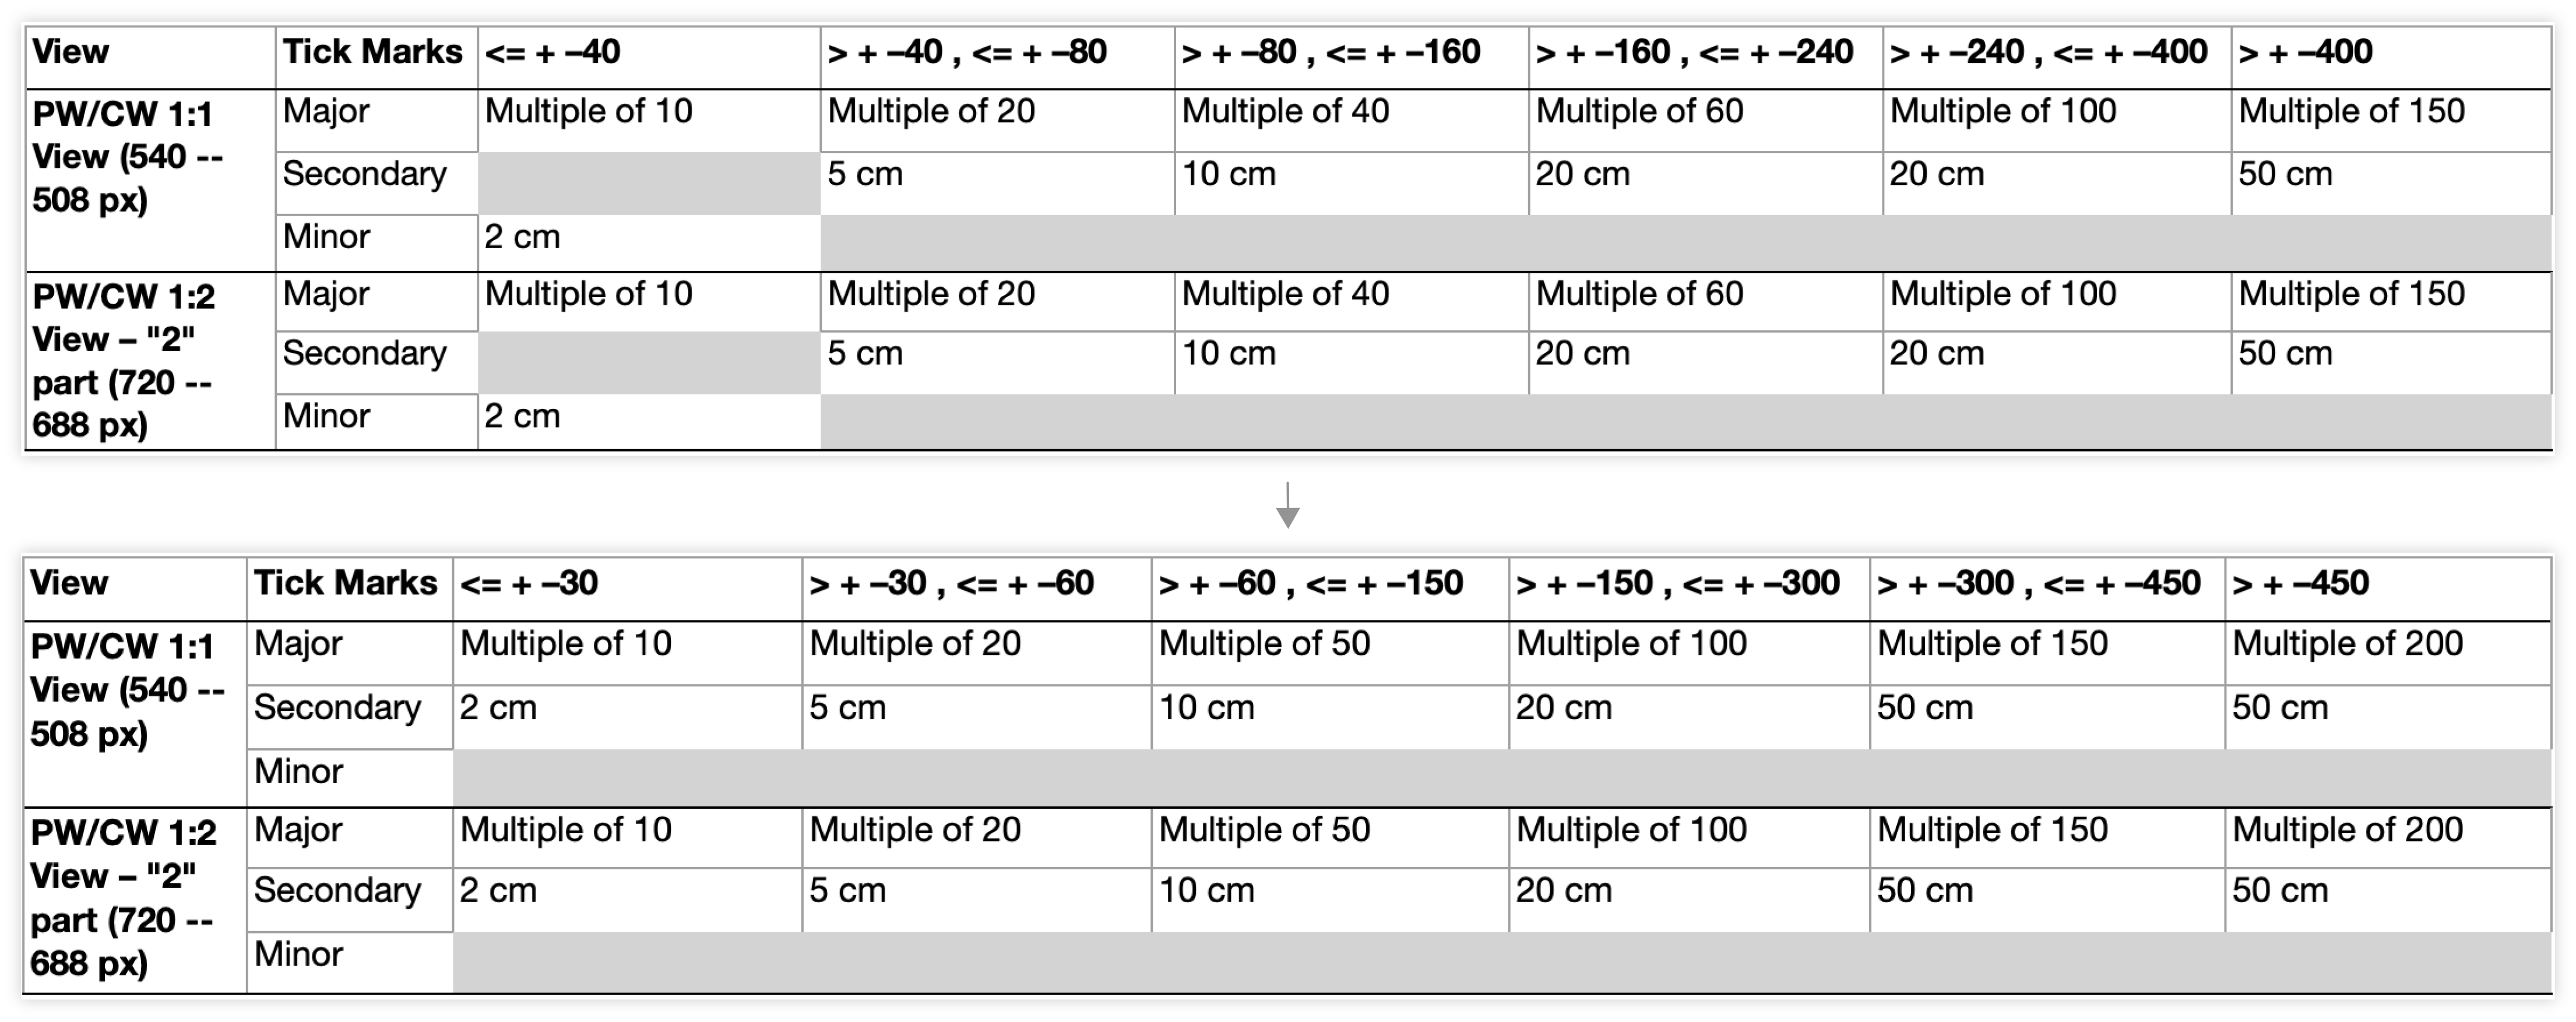 View Tick Marks <= + –40 > + –40 , <= + –80 > + –80 , <= + –160 > + –160 , <= + –240 > + –240 , <= + –400 > + –400
PW/CW 1:1 Major Multiple of 10 Multiple of 20 Multiple of 40 Multiple of 60 Multiple of 100 Multiple of 150
View (540 -- Secondary 5 cm 10 cm 20 cm 20 cm 50 cm
508 px)
Minor 2 cm
PW/CW 1:2 Major Multiple of 10 Multiple of 20 Multiple of 40 Multiple of 60 Multiple of 100 Multiple of 150
View – "2" Secondary 5 cm 10 cm 20 cm 20 cm 50 cm
part (720 --
688 px) Minor 2 cm
View Tick Marks <= + –30 > + –30 , <= + –60 > + –60 , <= + –150 > + –150 , <= + –300 > + –300 , <= + –450 > + –450
PW/CW 1:1 Major Multiple of 10 Multiple of 20 Multiple of 50 Multiple of 100 Multiple of 150 Multiple of 200
View (540 -- Secondary 2 cm 5 cm 10 cm 20 cm 50 cm 50 cm
508 px)
Minor
PW/CW 1:2 Major Multiple of 10 Multiple of 20 Multiple of 50 Multiple of 100 Multiple of 150 Multiple of 200
View – "2" Secondary 2 cm 5 cm 10 cm 20 cm 50 cm 50 cm
part (720 --
688 px) Minor